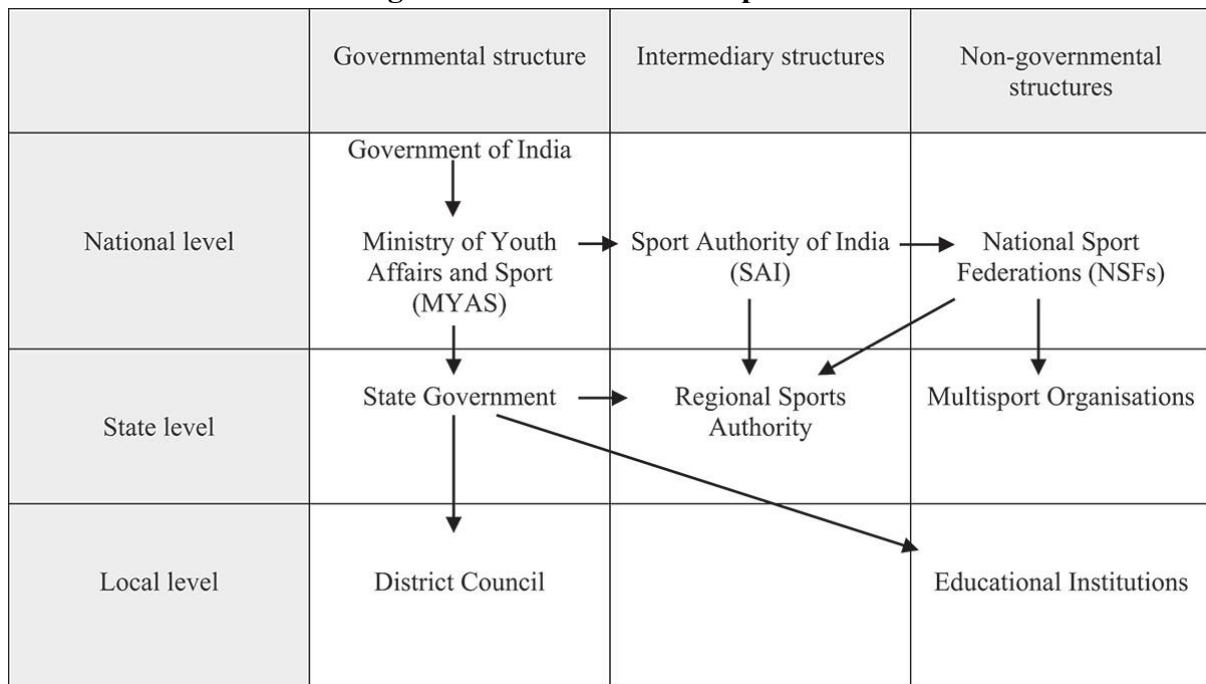 Governmental structure
Intermediary structures
Non-governmental
structures
National level
Government of India
Ministry of Youth
Affairs and Sport
(MYAS)
Sport Authority of India
(SAI)
National Sport
Federations (NSFs)
State level
State Government
Regional Sports
Authority
Multisport Organisations
Local level
District Council
Educational Institutions